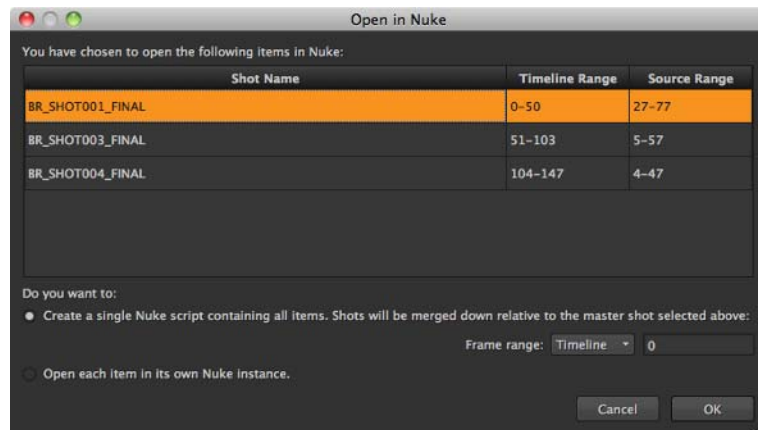 Open in Nuke
You have chosen to open the following items in Nuke:
Shot Name Timeline Range Source Range
BR_SHOT001_FINAL 0-50 27-77
BR_SHOT003_FINAL 51-103 5-57
BR_SHOT004_FINAL 104-147 4-47
Do you want to:
Create a single Nuke script containing all items. Shots will be merged down relative to the master shot selected above:
Frame range: Timeline 0
Open each item in its own Nuke instance.
Cancel OK